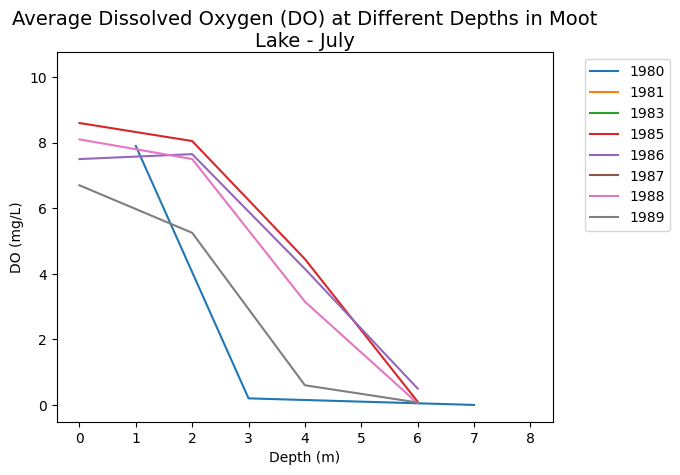 Average Dissolved Oxygen (DO) at Different Depths in Moot
Lake - July
10
8
6
4
2
0
DO (mg/L)
0 1 2 3 4 5 6 7 8
Depth (m)
1980
1981
1983
1985
1986
1987
1988
1989